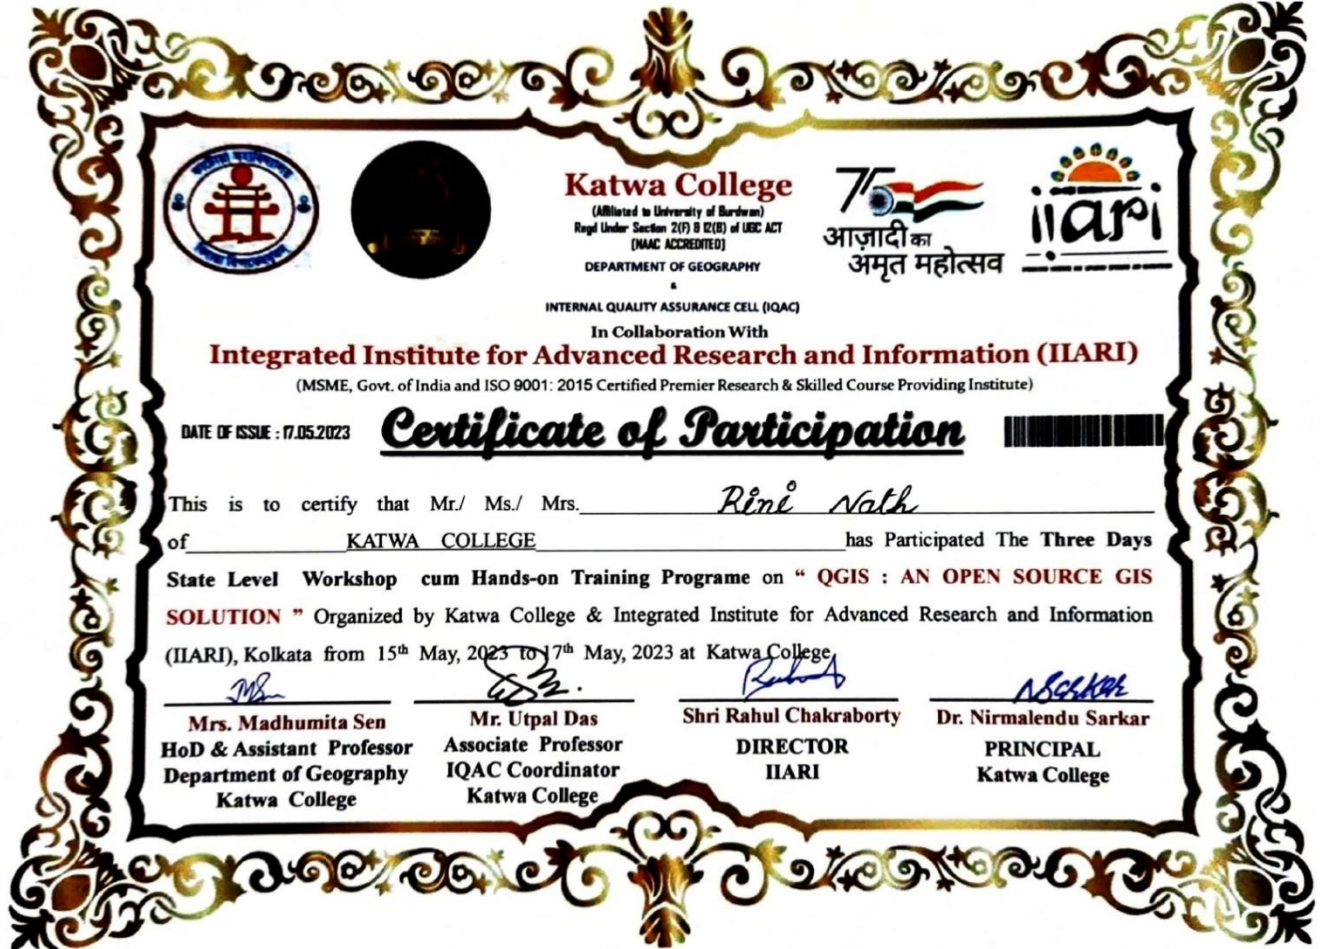 Katwa College
(Affiliated to University of Burdwan)
Regd Under Section 2(F) & 12(B) of UGC ACT
(NAAC ACCREDITED)
DEPARTMENT OF GEOGRAPHY
&
INTERNAL QUALITY ASSURANCE CELL (IQAC)
75
आज़ादी का
अमृत महोत्सव
iiari
In Collaboration With
Integrated Institute for Advanced Research and Information (IIARI)
(MSME, Govt. of India and ISO 9001: 2015 Certified Premier Research & Skilled Course Providing Institute)
DATE OF ISSUE : 17.05.2023
Certificate of Participation
This is to certify that Mr./ Ms./ Mrs. Rini Nath
of KATWA COLLEGE has Participated The Three Days
State Level Workshop cum Hands-on Training Programe on “ QGIS : AN OPEN SOURCE GIS
SOLUTION ” Organized by Katwa College & Integrated Institute for Advanced Research and Information
(IIARI), Kolkata from 15th May, 2023 to 17th May, 2023 at Katwa College.
Mrs. Madhumita Sen
HoD & Assistant Professor
Department of Geography
Katwa College
Mr. Utpal Das
Associate Professor
IQAC Coordinator
Katwa College
Shri Rahul Chakraborty
DIRECTOR
IIARI
Dr. Nirmalendu Sarkar
PRINCIPAL
Katwa College